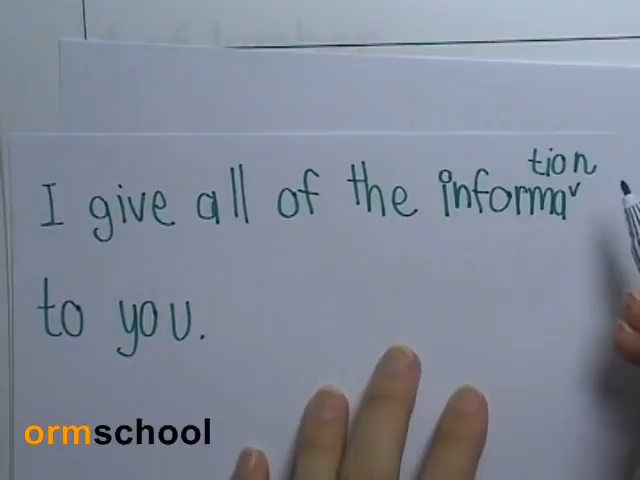 I give all of the information
to you.
ormschool